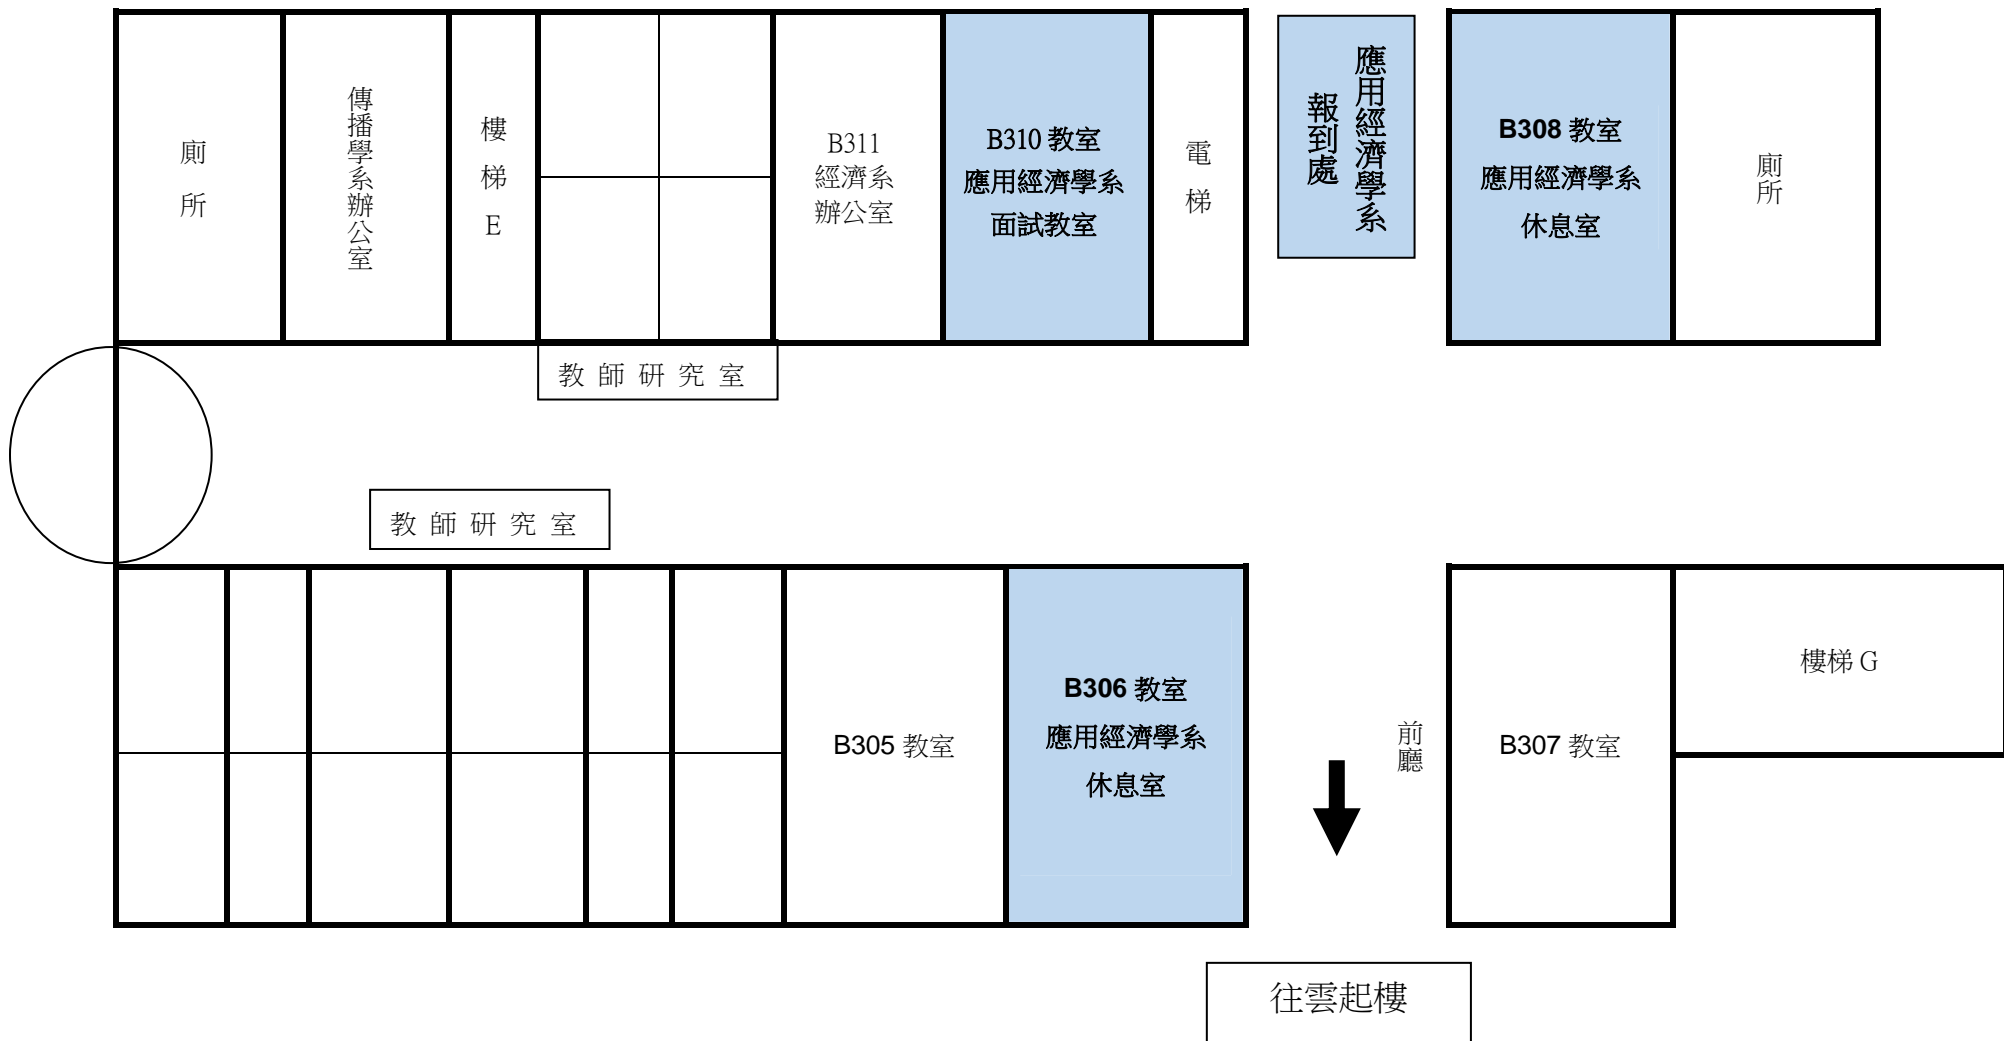 廁
所
傳播學系辦公室
樓
梯
E
B311
經濟系
辦公室
B310 教室
應用經濟學系
面試教室
電
梯
應用經濟學系
報到處
B308 教室
應用經濟學系
休息室
廁所
教師研究室
教師研究室
B305 教室
B306 教室
應用經濟學系
休息室
前廳
B307 教室
樓梯 G
往雲起樓